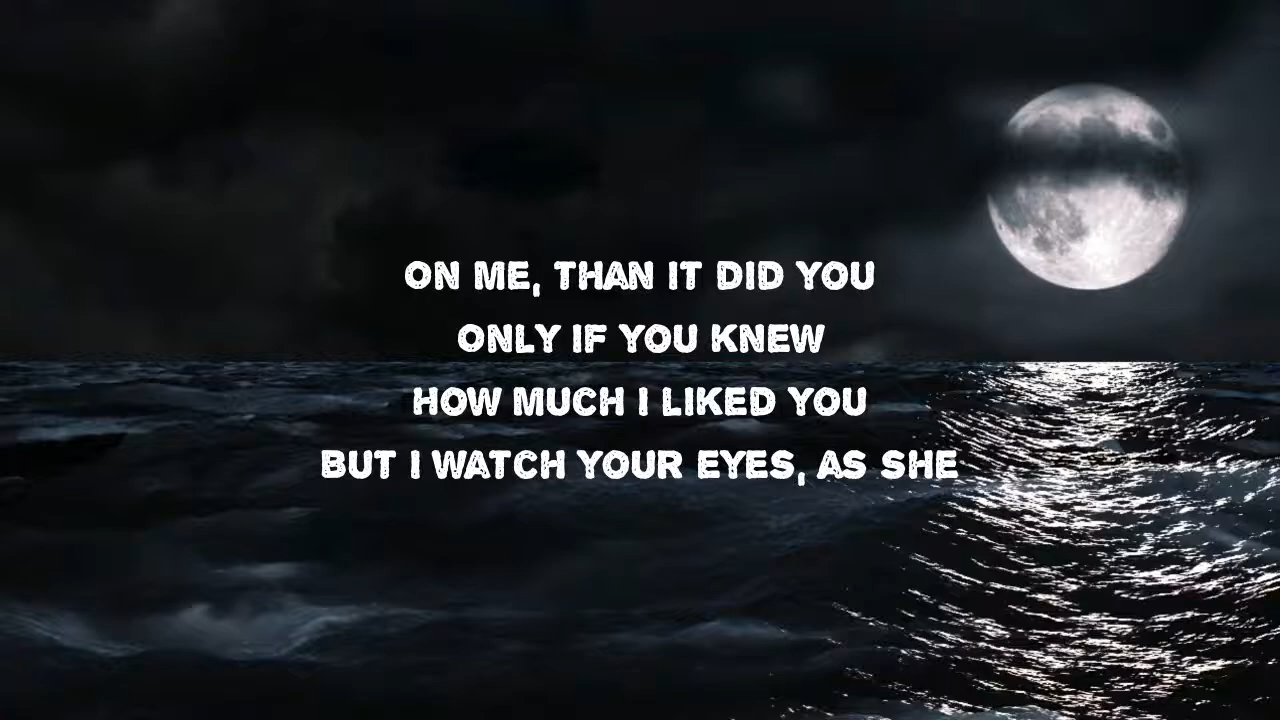 ON ME, THAN IT DID YOU
ONLY IF YOU KNEW
HOW MUCH I LIKED YOU
BUT I WATCH YOUR EYES, AS SHE